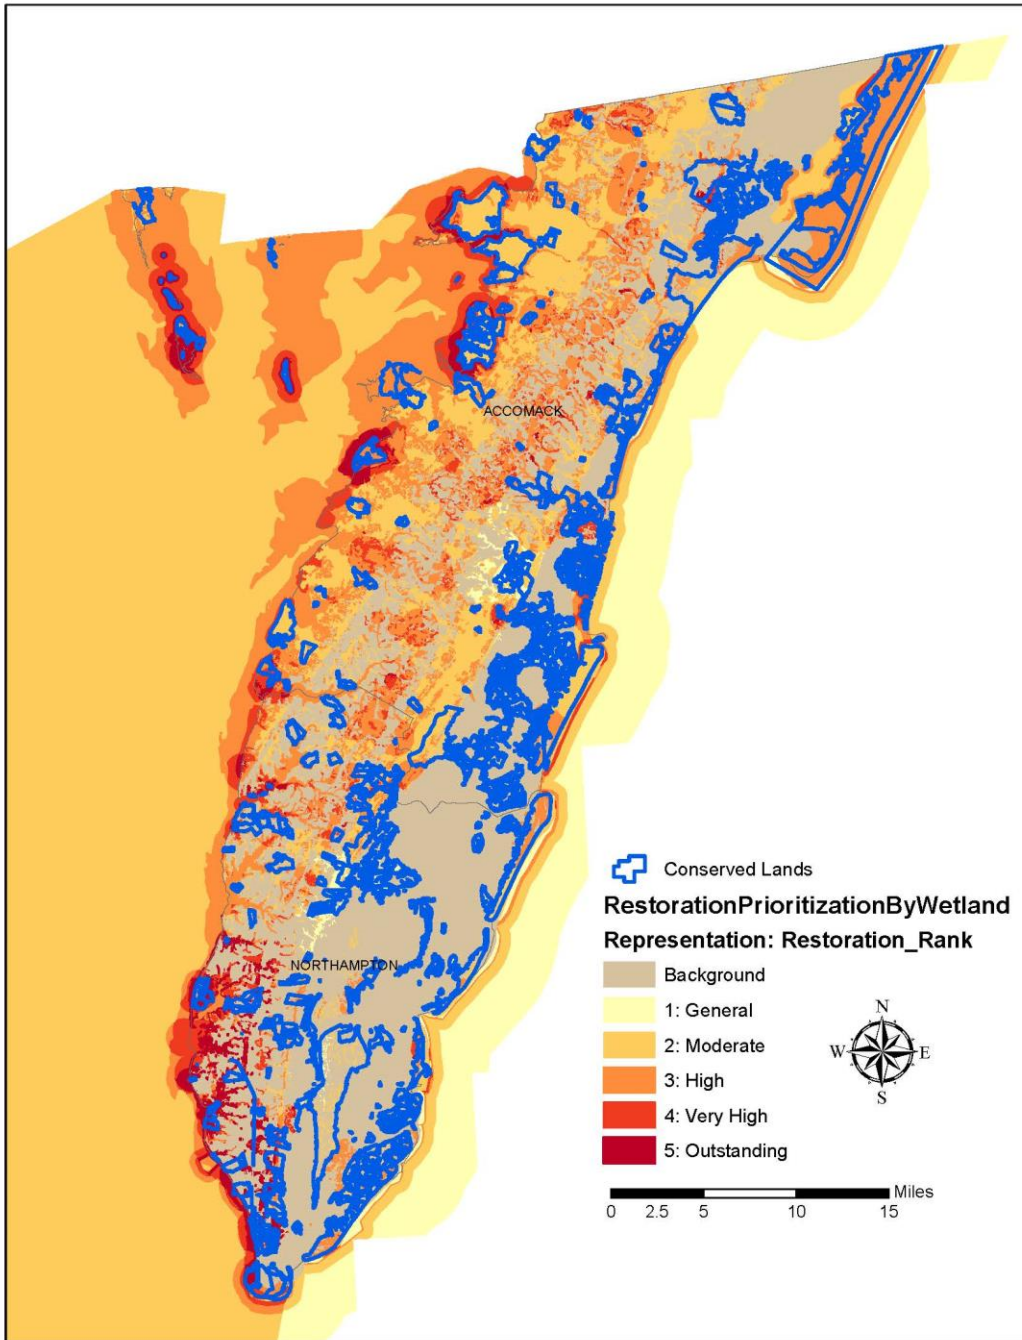 ACCOMACK
NORTHAMPTON
Conserved Lands
RestorationPrioritizationByWetland
Representation: Restoration_Rank
Background
1: General
2: Moderate
3: High
4: Very High
5: Outstanding
N
W E
S
Miles
0 2.5 5 10 15